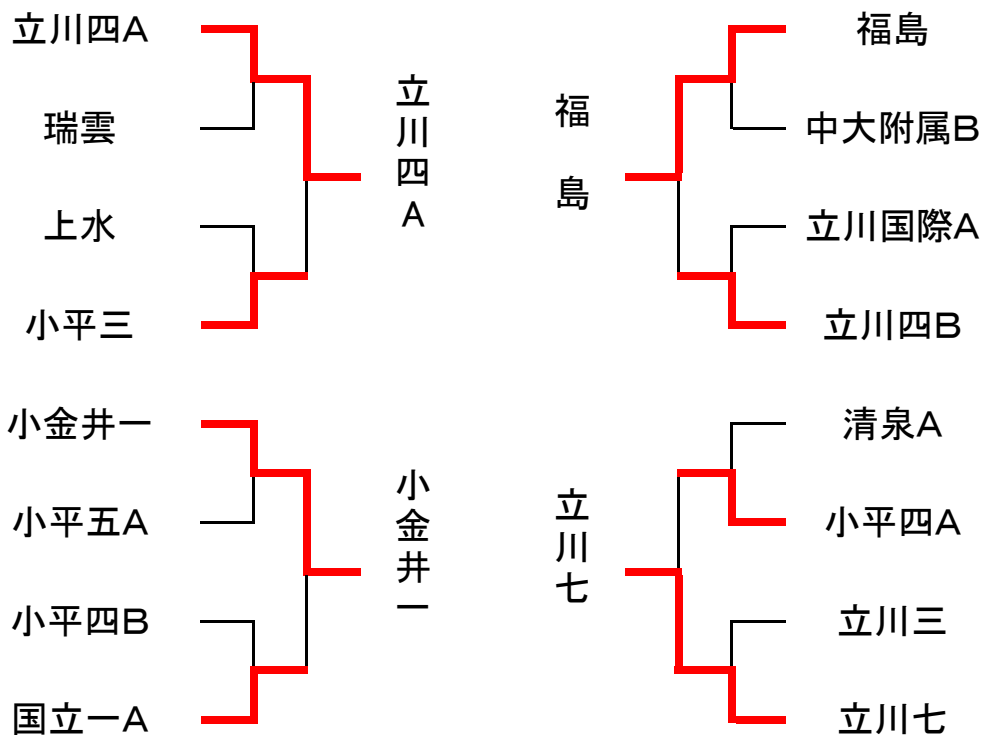 立川四A
瑞雲
上水
小平三
立川四A
福島
福島
中大附属B
立川国際A
立川四B
小金井一
小平五A
小平四B
国立一A
小金井一
立川七
清泉A
小平四A
立川三
立川七